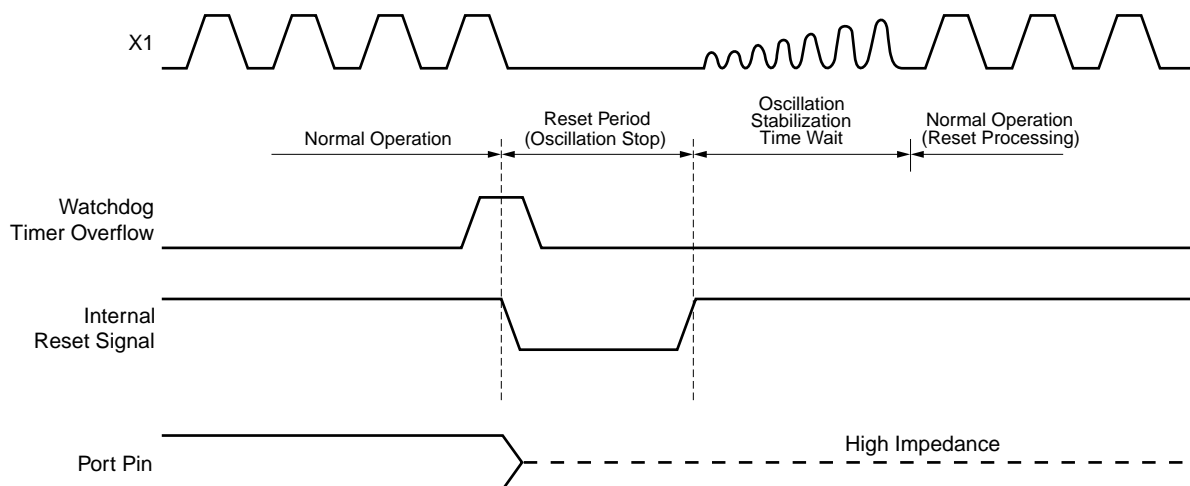 X1
Normal Operation
Reset Period
(Oscillation Stop)
Oscillation
Stabilization
Time Wait
Normal Operation
(Reset Processing)
Watchdog
Timer Overflow
Internal
Reset Signal
Port Pin
High Impedance